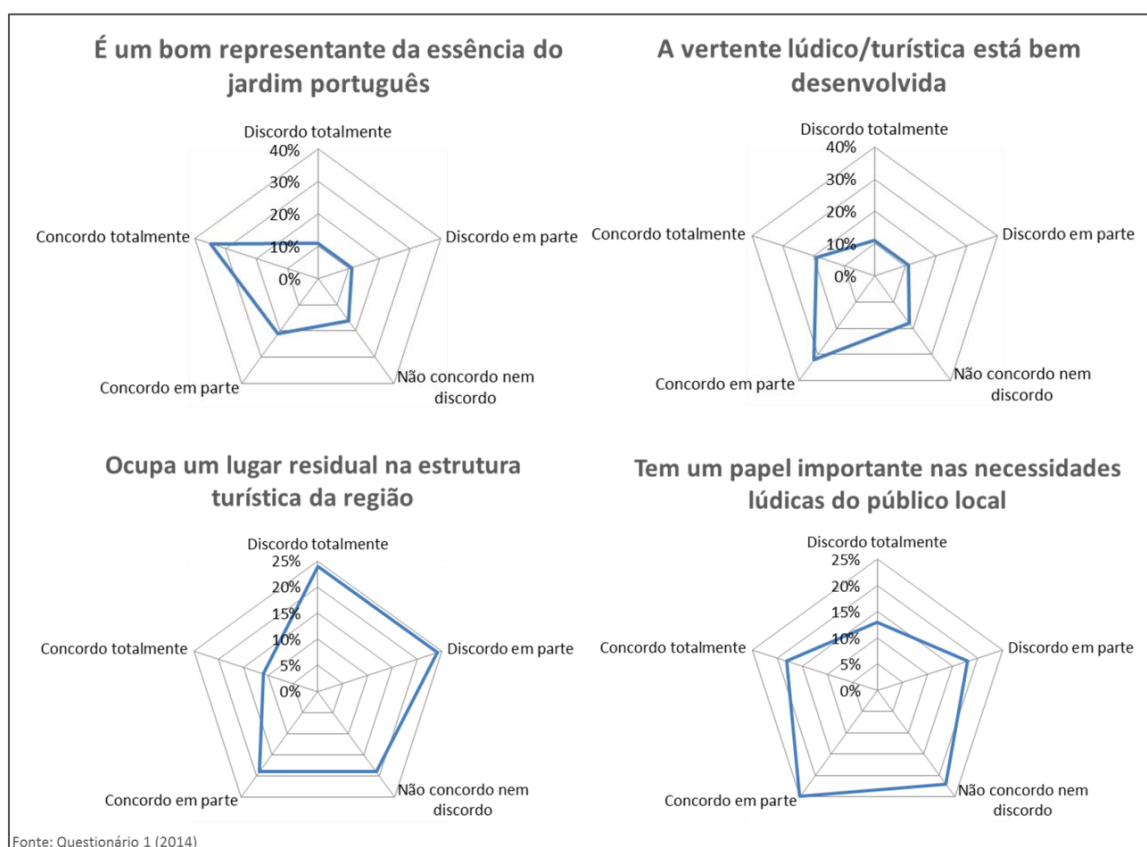 É um bom representante da essência do
jardim português
Discordo totalmente
40%
30%
20%
10%
0%
Concordo totalmente
Discordo em parte
Concordo em parte
Não concordo nem
discordo
A vertente lúdico/turística está bem
desenvolvida
Discordo totalmente
40%
30%
20%
10%
0%
Concordo totalmente
Discordo em parte
Concordo em parte
Não concordo nem
discordo
Ocupa um lugar residual na estrutura
turística da região
Discordo totalmente
25%
20%
15%
10%
5%
0%
Concordo totalmente
Discordo em parte
Concordo em parte
Não concordo nem
discordo
Tem um papel importante nas necessidades
lúdicas do público local
Discordo totalmente
25%
20%
15%
10%
5%
0%
Concordo totalmente
Discordo em parte
Concordo em parte
Não concordo nem
discordo
Fonte: Questionário 1 (2014)